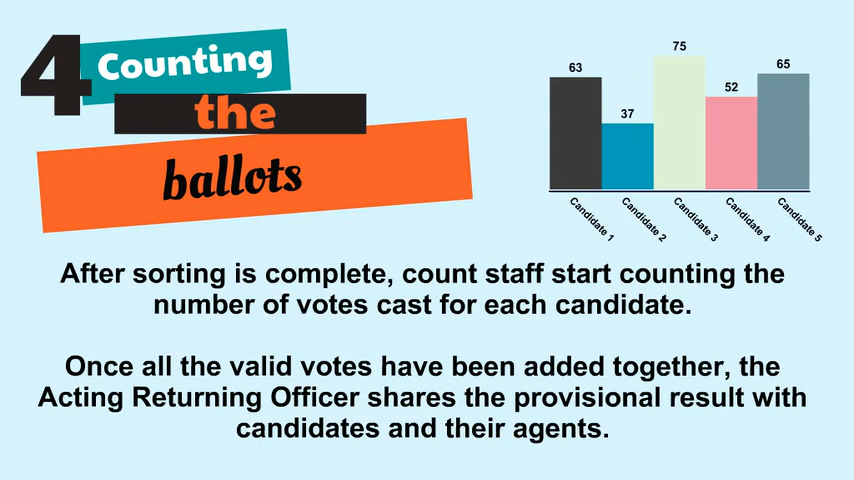 4 Counting
the
ballots
63
37
75
52
65
Candidate 1
Candidate 2
Candidate 3
Candidate 4
Candidate 5
After sorting is complete, count staff start counting the
number of votes cast for each candidate.
Once all the valid votes have been added together, the
Acting Returning Officer shares the provisional result with
candidates and their agents.